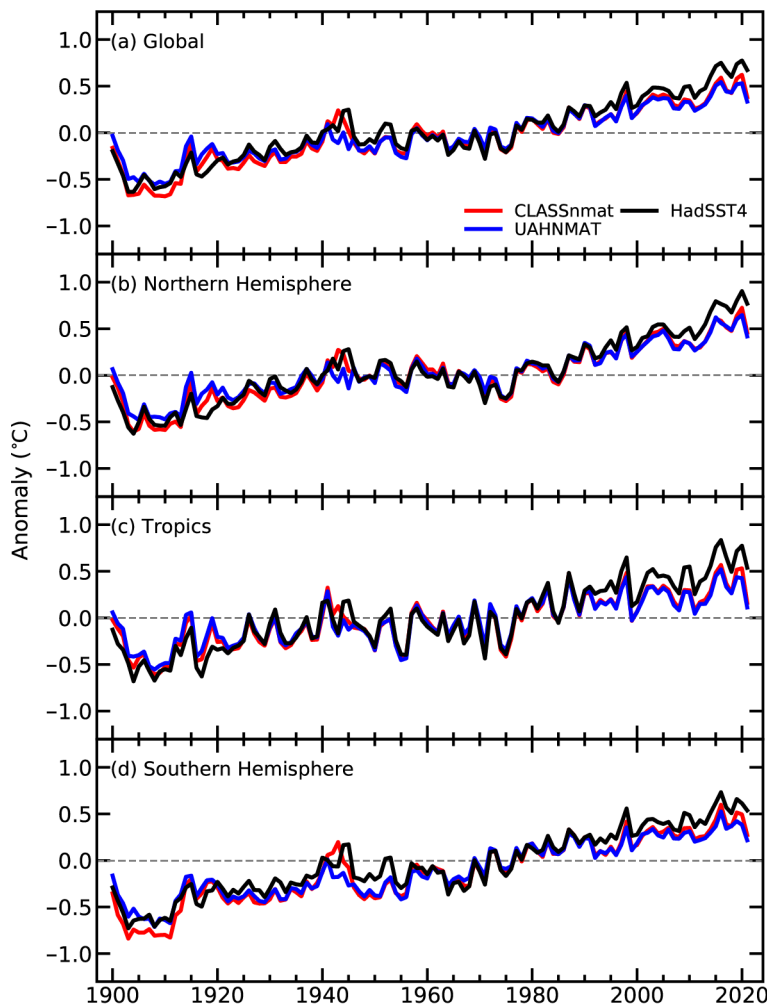 (a) Global
1.0
0.5
0.0
−0.5
−1.0
CLASSnmat
HadSST4
UAHNMAT
(b) Northern Hemisphere
1.0
0.5
0.0
−0.5
−1.0
Anomaly (℃)
(c) Tropics
1.0
0.5
0.0
−0.5
−1.0
(d) Southern Hemisphere
1.0
0.5
0.0
−0.5
−1.0
1900 1920 1940 1960 1980 2000 2020